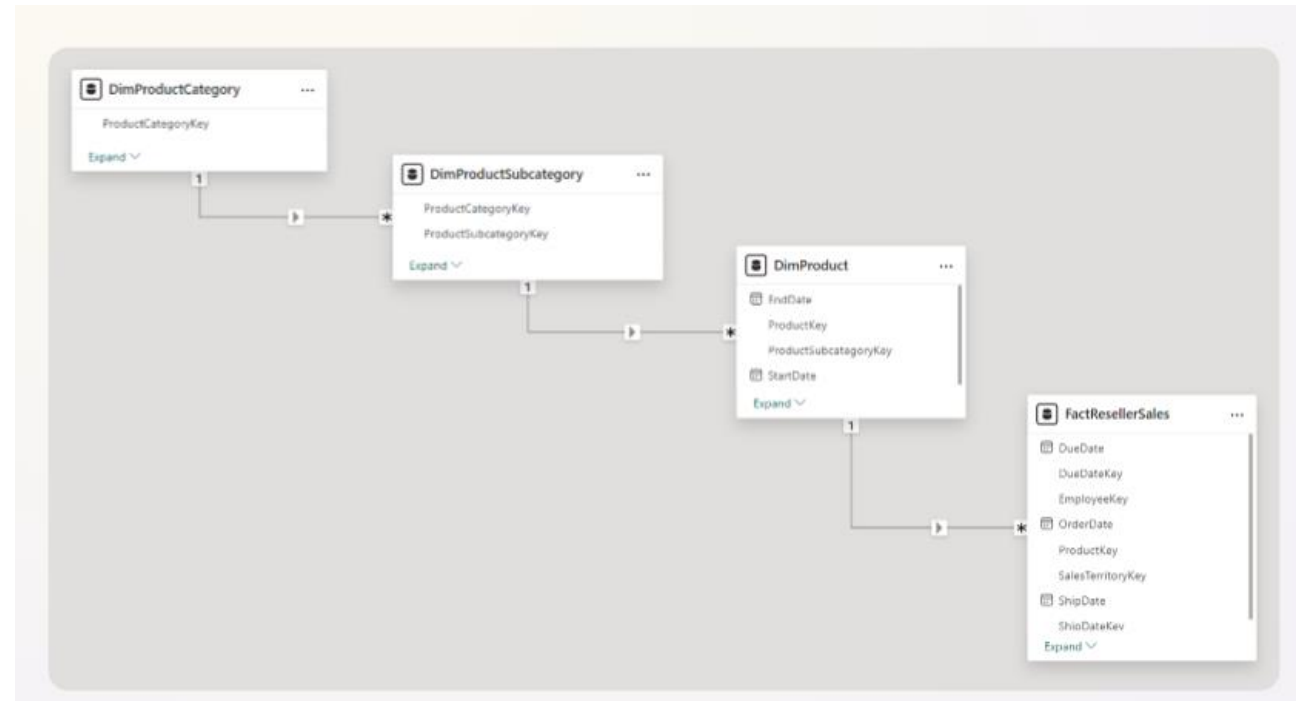 DimProductCategory
ProductCategoryKey
Expand
1
*
DimProductSubcategory
ProductCategoryKey
ProductSubcategoryKey
Expand
1
*
DimProduct
EndDate
ProductKey
ProductSubcategoryKey
StartDate
Expand
1
*
FactResellerSales
DueDate
DueDateKey
EmployeeKey
OrderDate
ProductKey
SalesTerritoryKey
ShipDate
ShipDateKey
Expand